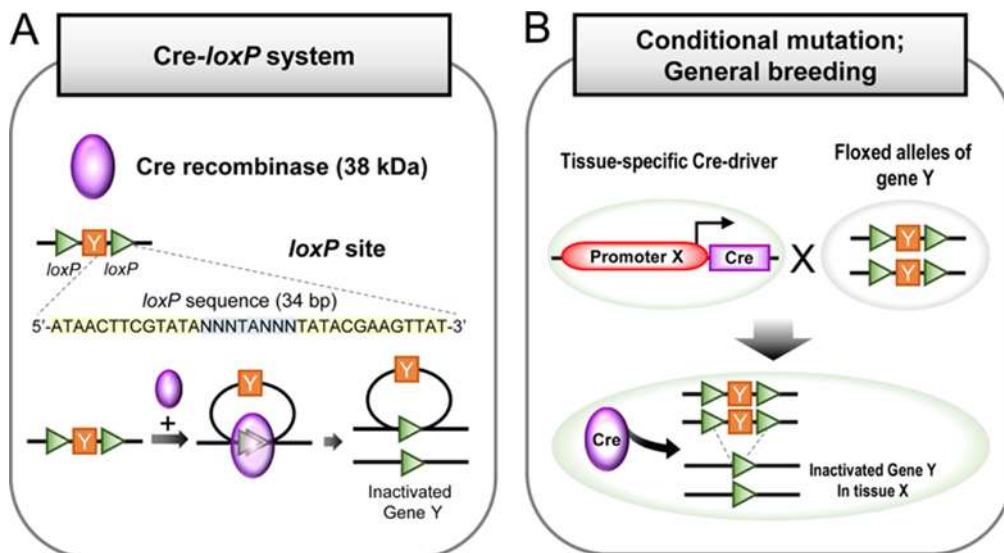 A
Cre-loxP system
Cre recombinase (38 kDa)
Y
loxP
loxP
loxP site
loxP sequence (34 bp)
5'-ATAACTTCGTATANNNTANNNTATACGAAGTTAT-3'
Y
+
Y
Y
Inactivated
Gene Y
B
Conditional mutation;
General breeding
Tissue-specific Cre-driver
Floxed alleles of
gene Y
Promoter X
Cre
X
Y
Y
Cre
Y
Y
Inactivated Gene Y
In tissue X